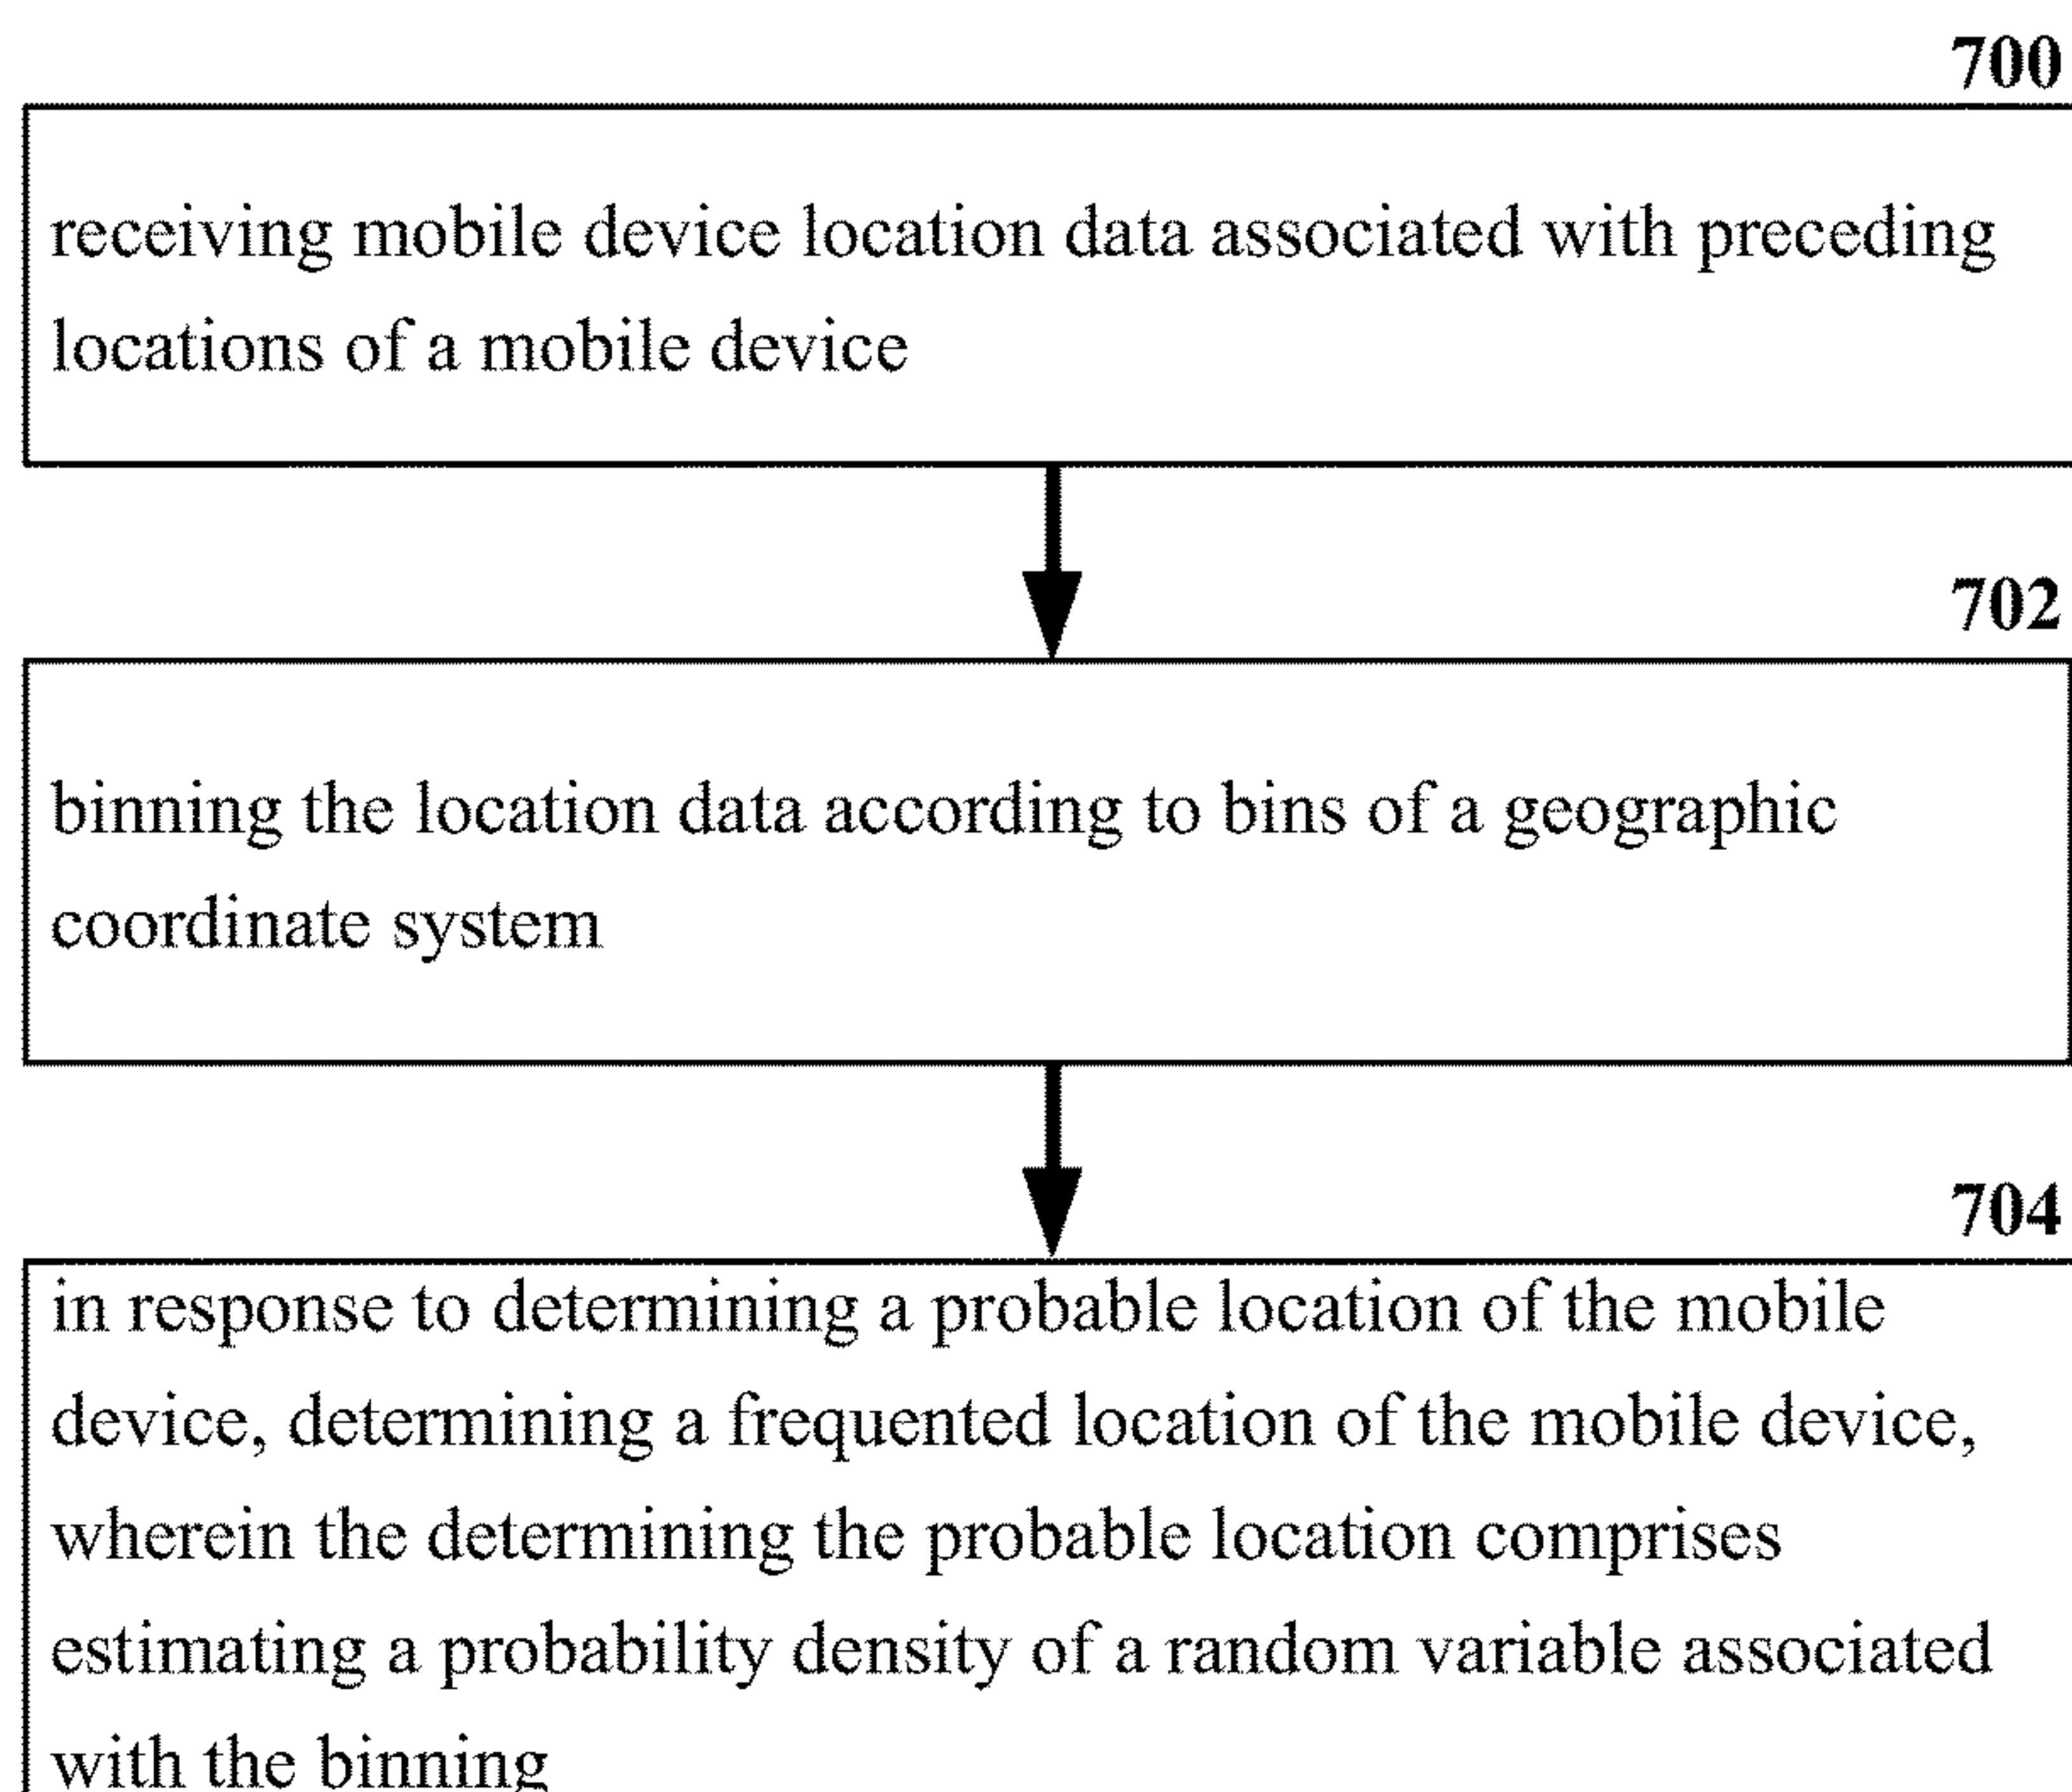 700
receiving mobile device location data associated with preceding
locations of a mobile device
702
binning the location data according to bins of a geographic
coordinate system
704
in response to determining a probable location of the mobile
device, determining a frequented location of the mobile device,
wherein the determining the probable location comprises
estimating a probability density of a random variable associated
with the binning